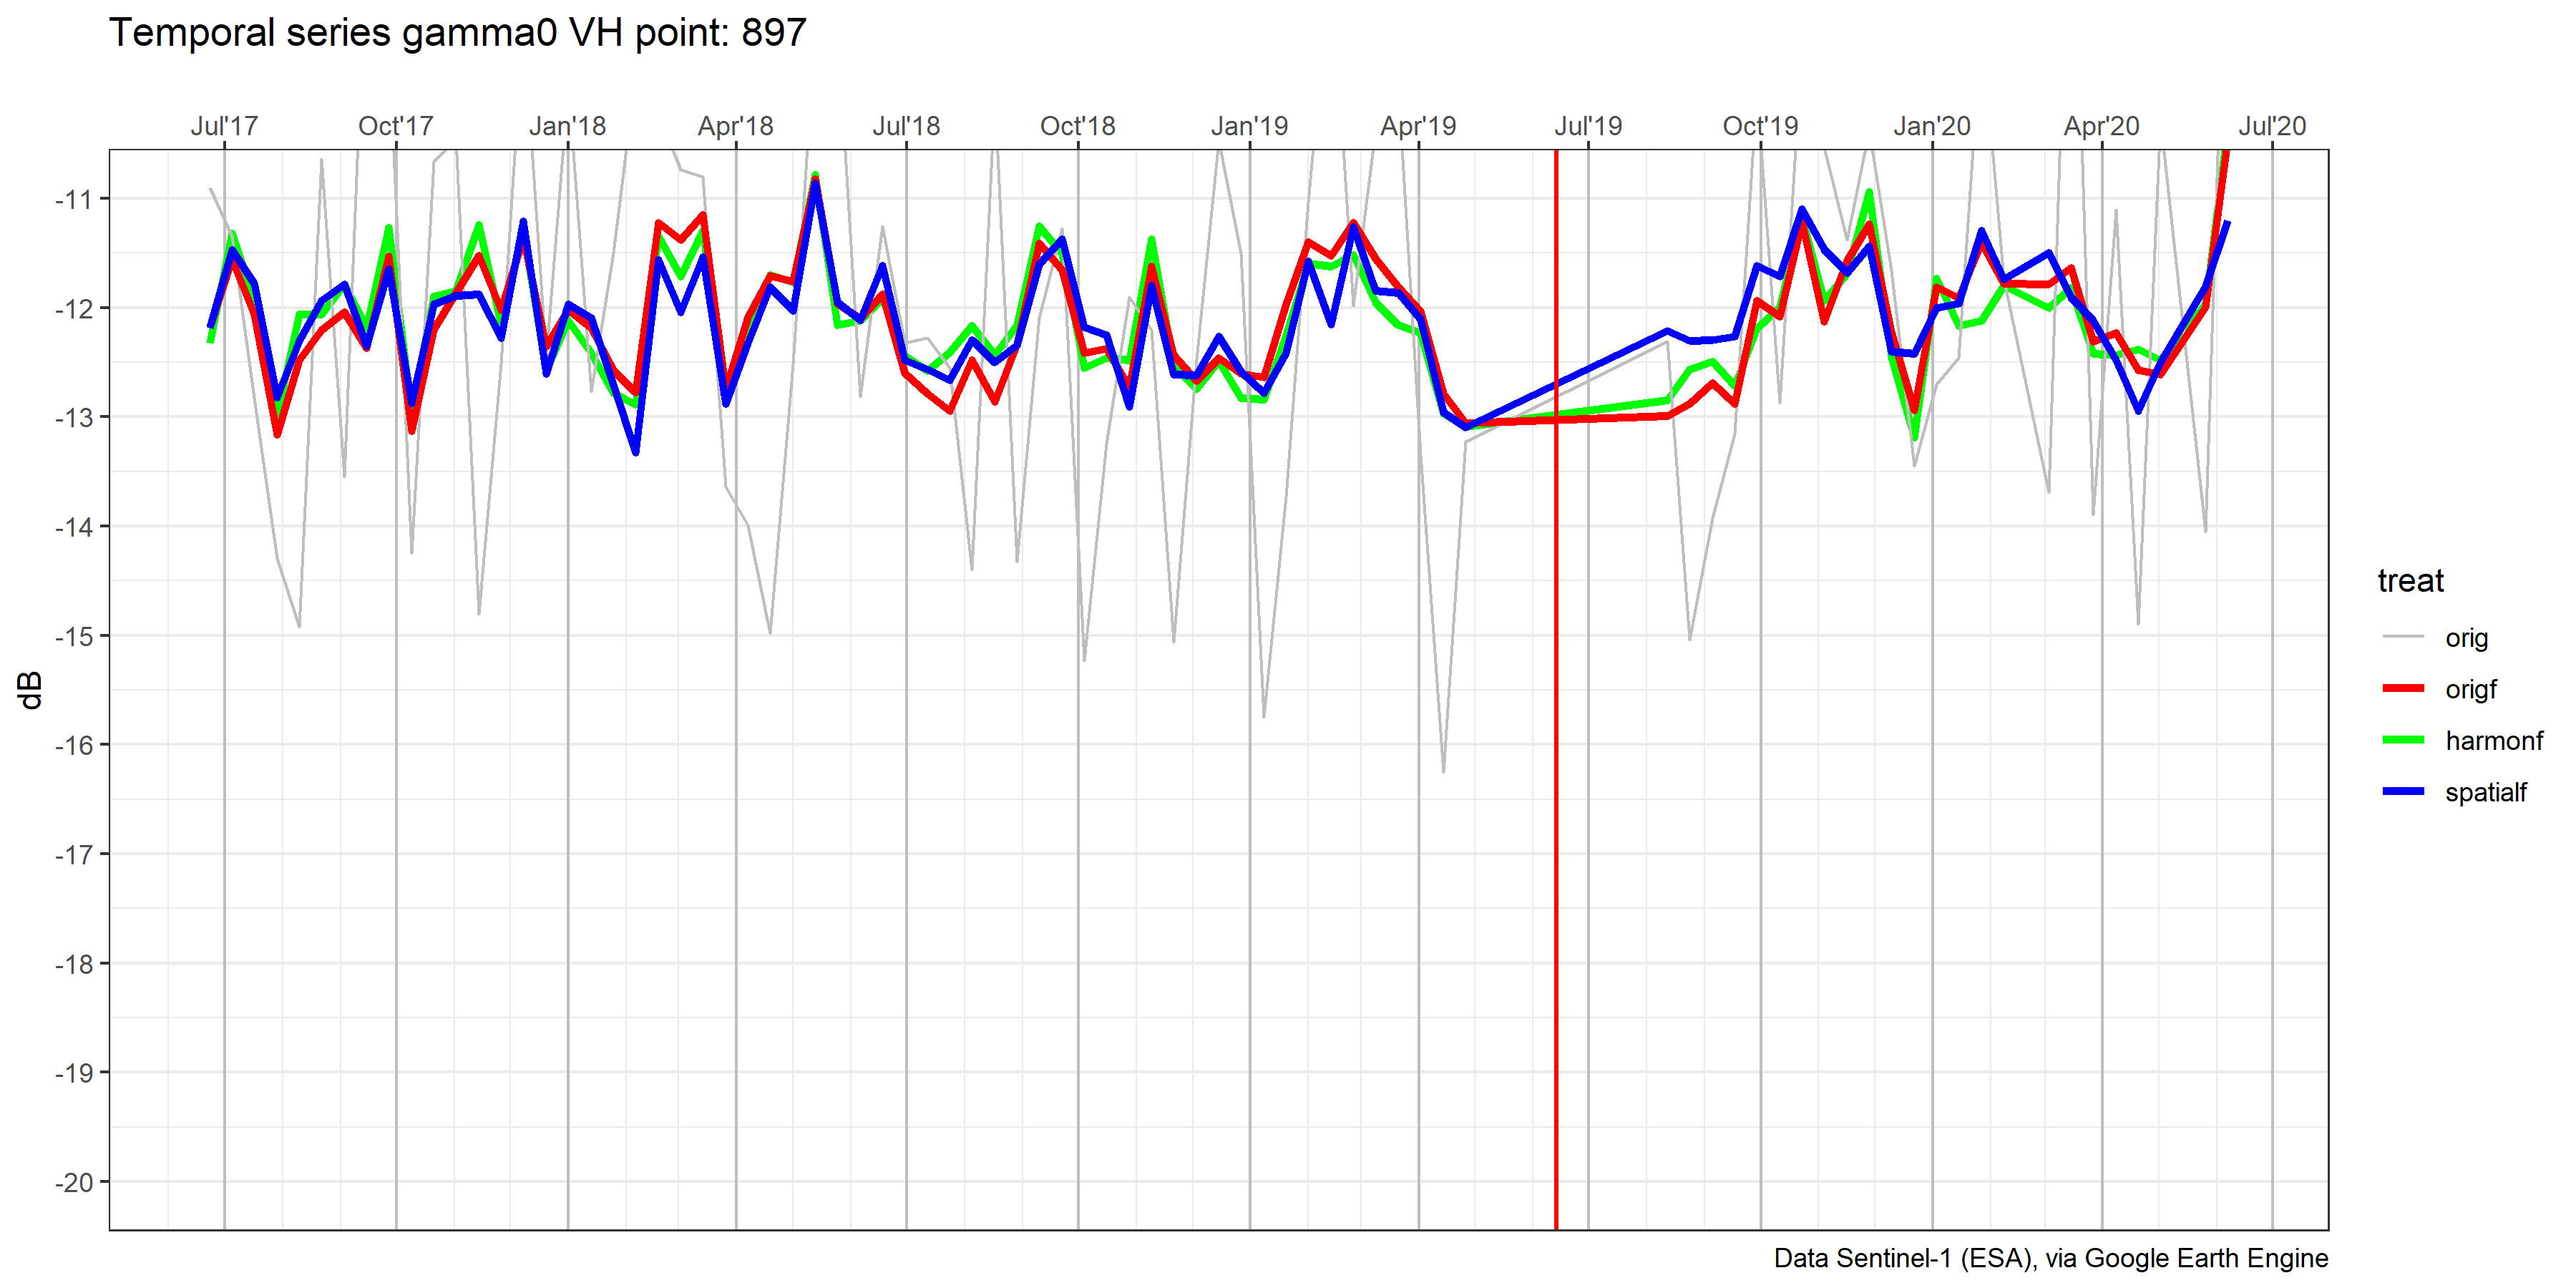 Temporal series gamma0 VH point: 897
Jul'17 Oct'17 Jan'18 Apr'18 Jul'18 Oct'18 Jan'19 Apr'19 Jul'19 Oct'19 Jan'20 Apr'20 Jul'20
-11
-12
-13
-14
-15
-16
-17
-18
-19
-20
dB
treat
orig
origf
harmonf
spatialf
Data Sentinel-1 (ESA), via Google Earth Engine